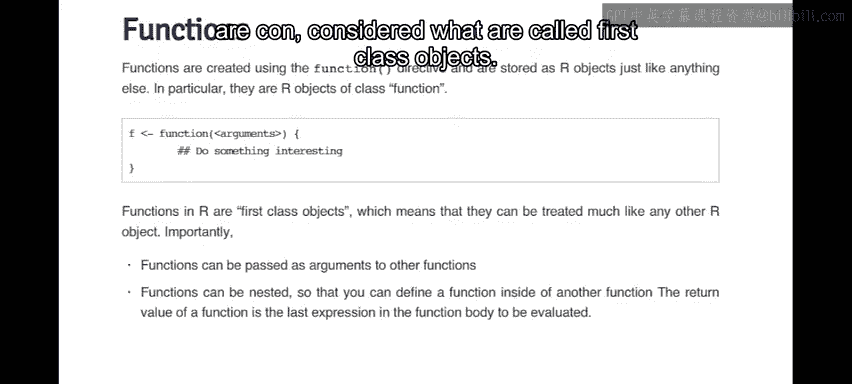 Functions
are con, considered what are called first
class objects.
Functions are created using the function() directive and are stored as R objects just like anything
else. In particular, they are R objects of class “function”.
f <- function(<arguments>) {
## Do something interesting
}
Functions in R are “first class objects”, which means that they can be treated much like any other R
object. Importantly,
· Functions can be passed as arguments to other functions
· Functions can be nested, so that you can define a function inside of another function The return
value of a function is the last expression in the function body to be evaluated.